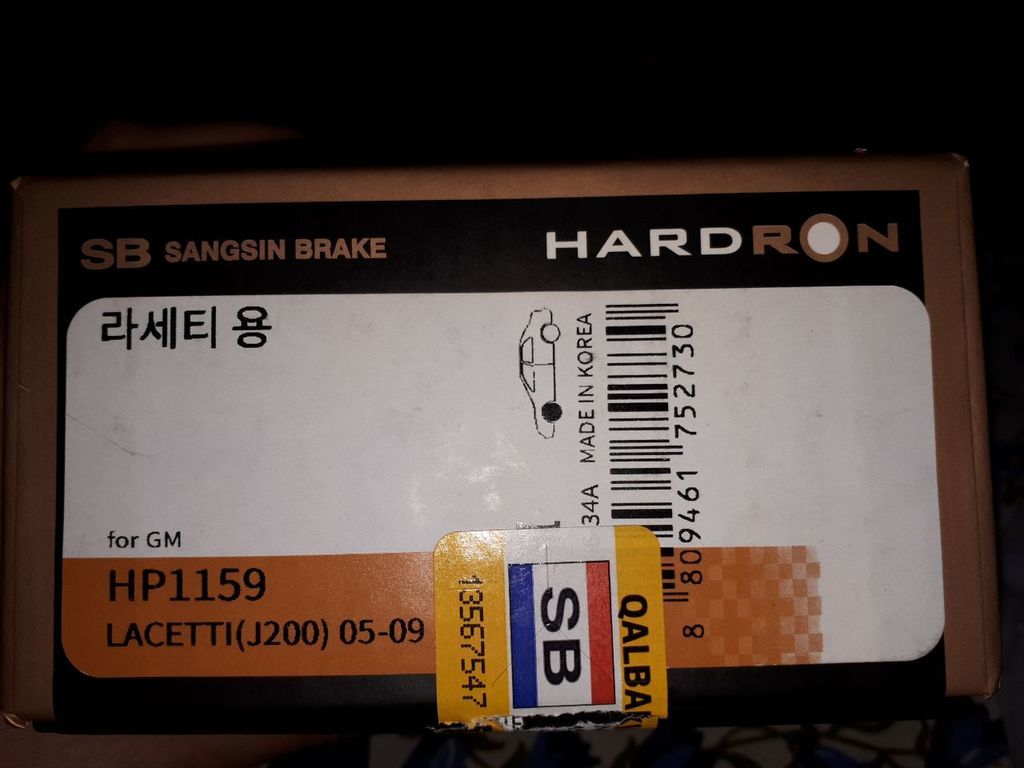 SB SANGSIN BRAKE
HARDRON
라세티 용
34A MADE IN KOREA
8 809461 752730
for GM
HP1159
LACETTI(J200) 05-09
13567547
SB